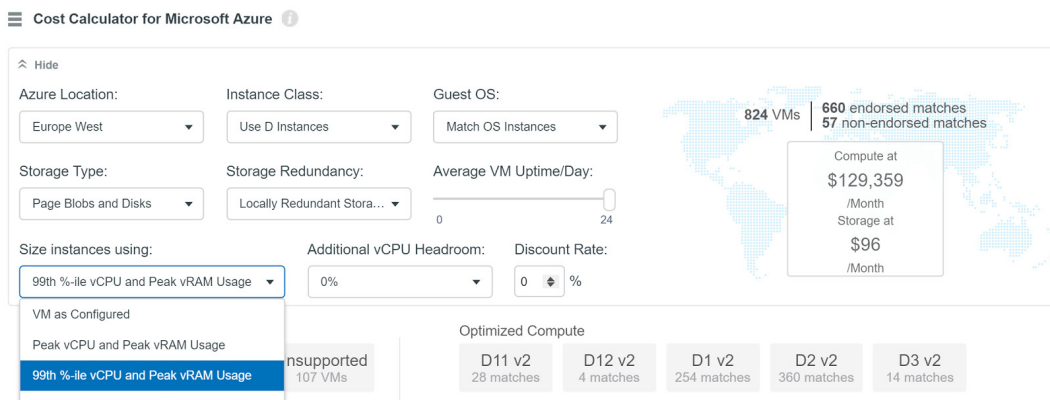 Cost Calculator for Microsoft Azure
Hide
Azure Location:
Instance Class:
Guest OS:
Europe West
Use D Instances
Match OS Instances
824 VMs
660 endorsed matches
57 non-endorsed matches
Compute at
$129,359
/Month
Storage at
$96
/Month
Storage Type:
Storage Redundancy:
Average VM Uptime/Day:
Page Blobs and Disks
Locally Redundant Stora...
0
24
Size instances using:
Additional vCPU Headroom:
Discount Rate:
99th %-ile vCPU and Peak vRAM Usage
0%
0
%
VM as Configured
Peak vCPU and Peak vRAM Usage
99th %-ile vCPU and Peak vRAM Usage
nsupported
107 VMs
Optimized Compute
D11 v2
28 matches
D12 v2
4 matches
D1 v2
254 matches
D2 v2
360 matches
D3 v2
14 matches